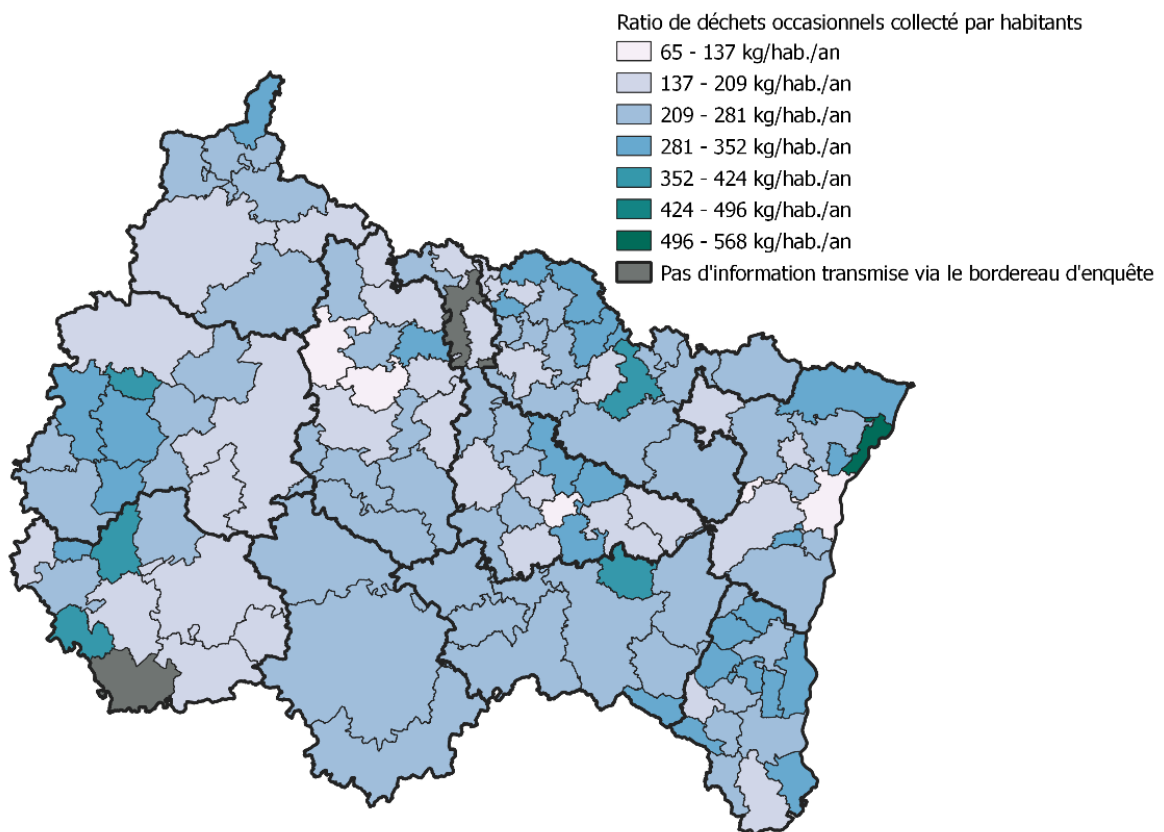 Ratio de déchets occasionnels collecté par habitants
65 - 137 kg/hab./an
137 - 209 kg/hab./an
209 - 281 kg/hab./an
281 - 352 kg/hab./an
352 - 424 kg/hab./an
424 - 496 kg/hab./an
496 - 568 kg/hab./an
Pas d'information transmise via le bordereau d'enquête